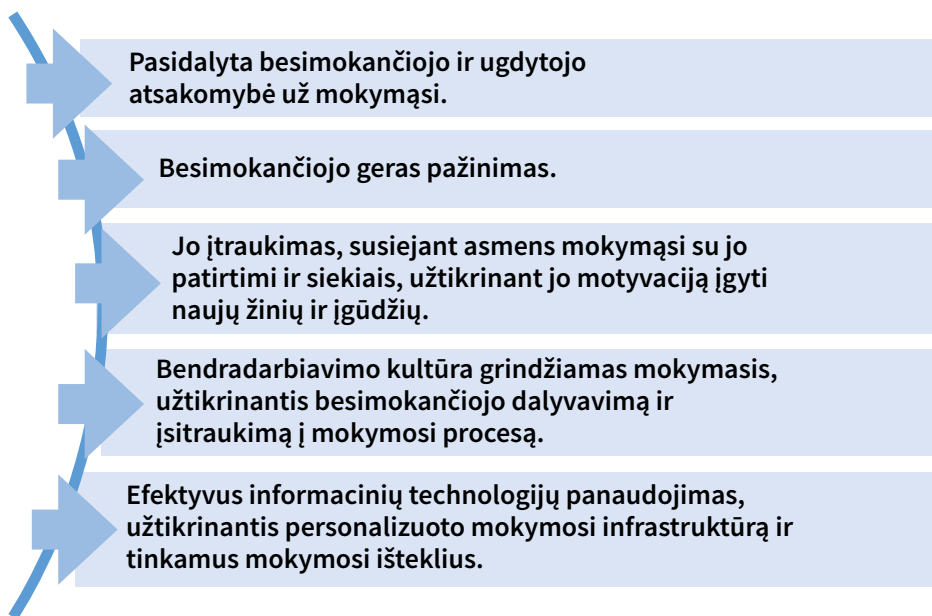 Pasidalyta besimokančiojo ir ugdytojo
atsakomybė už mokymąsi.
Besimokančiojo geras pažinimas.
Jo įtraukimas, susiejant asmens mokymąsi su jo
patirtimi ir siekiais, užtikrinant jo motyvaciją įgyti
naujų žinių ir įgūdžių.
Bendradarbiavimo kultūra grindžiamas mokymasis,
užtikrinantis besimokančiojo dalyvavimą ir
įsitraukimą į mokymosi procesą.
Efektyvus informacinių technologijų panaudojimas,
užtikrinantis personalizuoto mokymosi infrastruktūrą ir
tinkamus mokymosi išteklius.